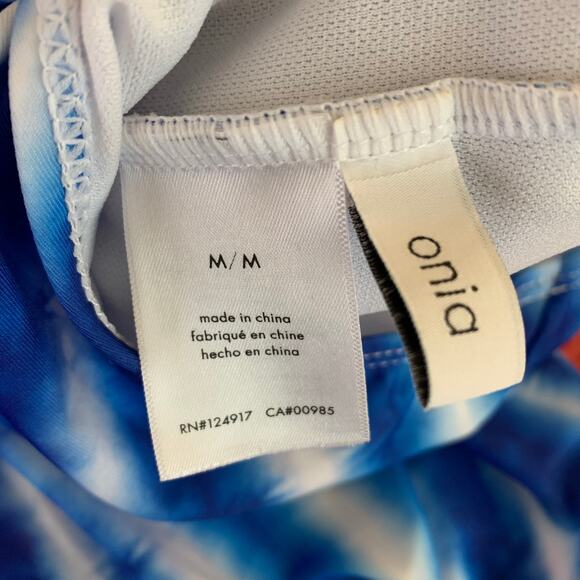 M/M
made in china
fabriqué en chine
hecho en china
RN#124917 CA#00985
onia